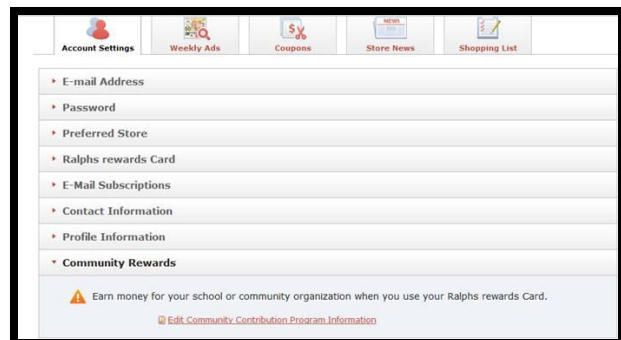 NEWS
Account Settings Weekly Ads Coupons Store News Shopping List
E-mail Address
Password
Preferred Store
Ralphs rewards Card
E-Mail Subscriptions
Contact Information
Profile Information
Community Rewards
Earn money for your school or community organization when you use your Ralphs rewards Card.
Edit Community Contribution Program Information